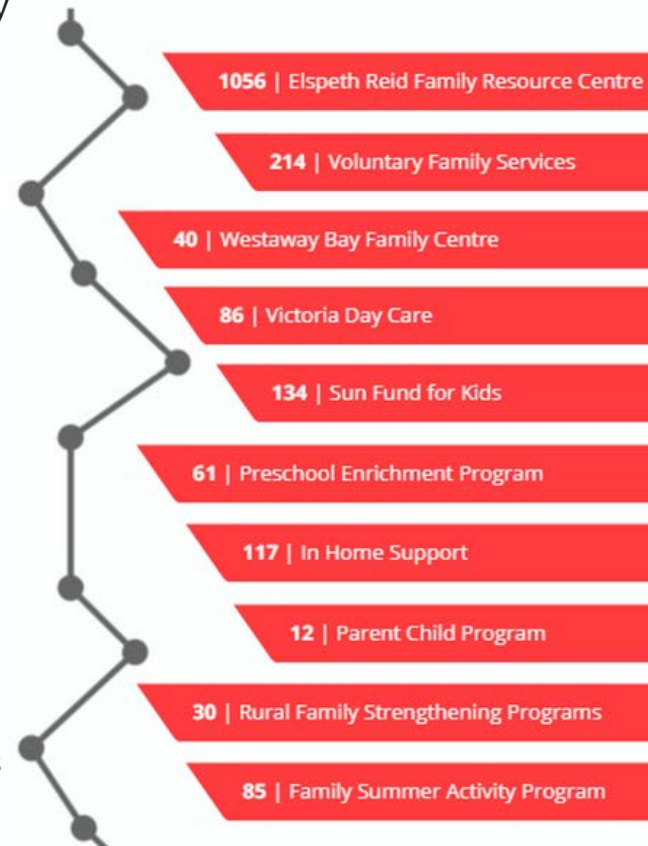 1056 | Elspeth Reid Family Resource Centre
214 | Voluntary Family Services
40 | Westaway Bay Family Centre
86 | Victoria Day Care
134 | Sun Fund for Kids
61 | Preschool Enrichment Program
117 | In Home Support
12 | Parent Child Program
30 | Rural Family Strengthening Programs
85 | Family Summer Activity Program